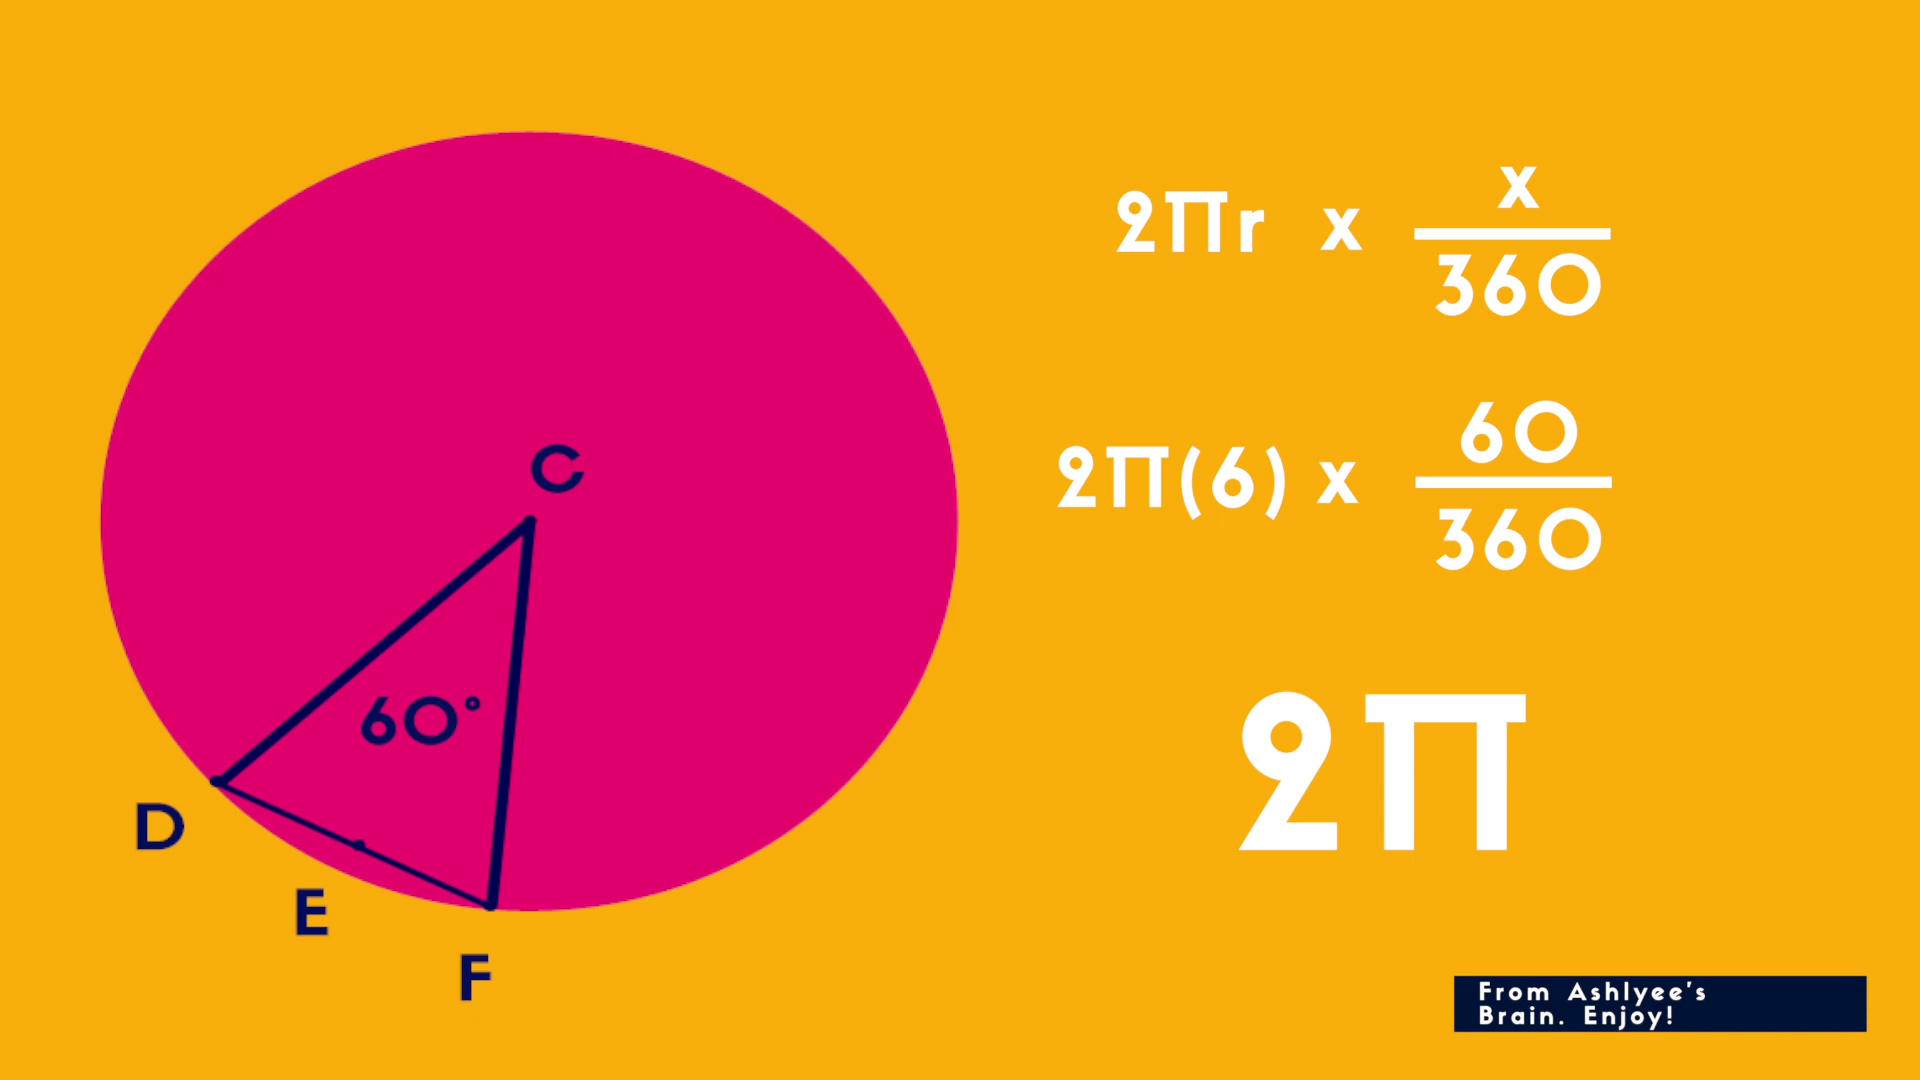 C
60°
D
E
F
2Πr x x
360
2Π(6) x 60
360
2Π
From Ashlyee's
Brain. Enjoy!